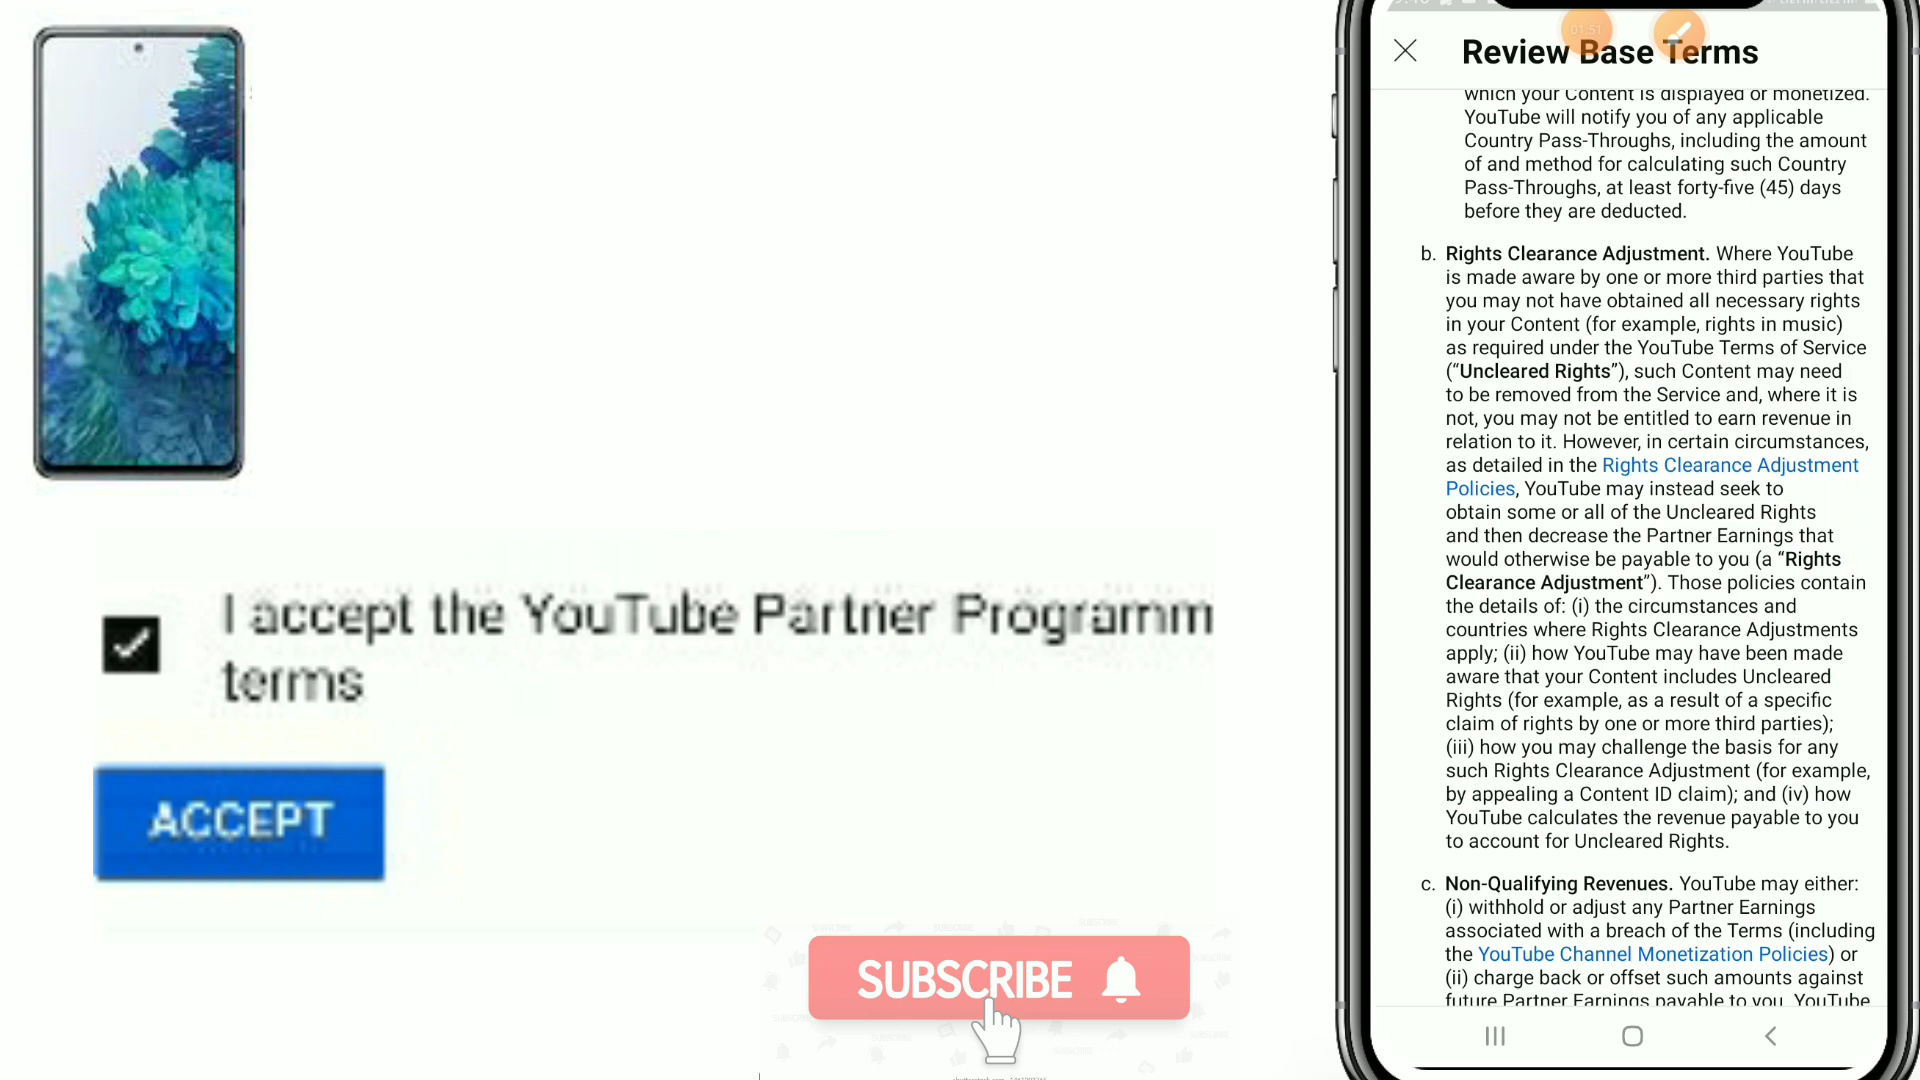 I accept the YouTube Partner Programm
terms
ACCEPT
SUBSCRIBE
01:51
Review Base Terms
which your Content is displayed or monetized.
YouTube will notify you of any applicable
Country Pass-Throughs, including the amount
of and method for calculating such Country
Pass-Throughs, at least forty-five (45) days
before they are deducted.
b. Rights Clearance Adjustment. Where YouTube
is made aware by one or more third parties that
you may not have obtained all necessary rights
in your Content (for example, rights in music)
as required under the YouTube Terms of Service
(“Uncleared Rights”), such Content may need
to be removed from the Service and, where it is
not, you may not be entitled to earn revenue in
relation to it. However, in certain circumstances,
as detailed in the Rights Clearance Adjustment
Policies, YouTube may instead seek to
obtain some or all of the Uncleared Rights
and then decrease the Partner Earnings that
would otherwise be payable to you (a “Rights
Clearance Adjustment”). Those policies contain
the details of: (i) the circumstances and
countries where Rights Clearance Adjustments
apply; (ii) how YouTube may have been made
aware that your Content includes Uncleared
Rights (for example, as a result of a specific
claim of rights by one or more third parties);
(iii) how you may challenge the basis for any
such Rights Clearance Adjustment (for example,
by appealing a Content ID claim); and (iv) how
YouTube calculates the revenue payable to you
to account for Uncleared Rights.
c. Non-Qualifying Revenues. YouTube may either:
(i) withhold or adjust any Partner Earnings
associated with a breach of the Terms (including
the YouTube Channel Monetization Policies) or
(ii) charge back or offset such amounts against
future Partner Earnings payable to you. YouTube